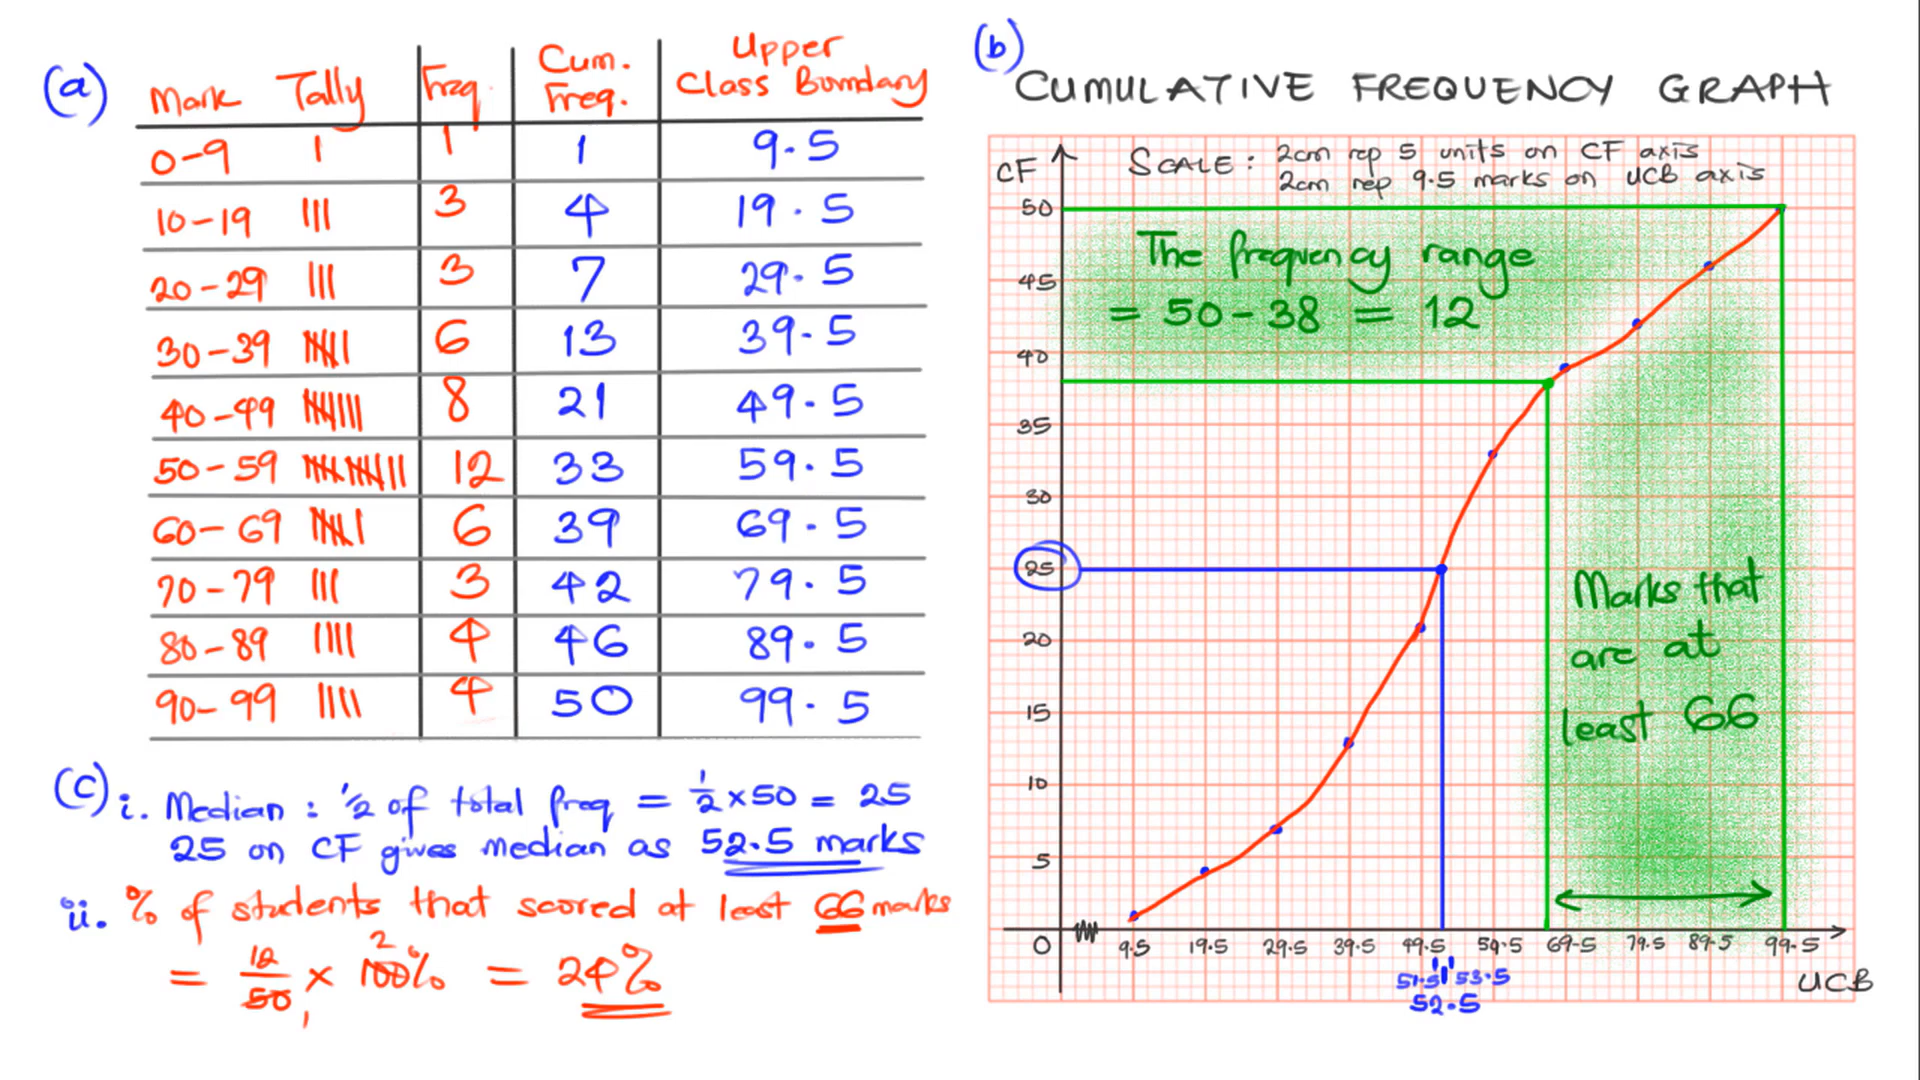 (a)
Mark Tally Freq. Cum. Freq. Upper Class Boundary
0-9 | 1 1 9.5
10-19 ||| 3 4 19.5
20-29 ||| 3 7 29.5
30-39 6 13 39.5
40-49 8 21 49.5
50-59 12 33 59.5
60-69 6 39 69.5
70-79 ||| 3 42 79.5
80-89 |||| 4 46 89.5
90-99 |||| 4 50 99.5
(c) i. Median : 1/2 of total freq = 1/2 × 50 = 25
25 on CF gives median as 52.5 marks
ii. % of students that scored at least 66 marks
2
= 12/50 × 100% = 24%
1
(b)
CUMULATIVE FREQUENCY GRAPH
CF
SCALE : 2cm rep 5 units on CF axis
2cm rep 9.5 marks on UCB axis
50
The frequency range
45
= 50-38 = 12
40
35
30
25
Marks that
20
are at
15
least 66
10
5
0 9.5 19.5 29.5 39.5 49.5 59.5 69.5 79.5 89.5 99.5
51.5 53.5
UCB
52.5